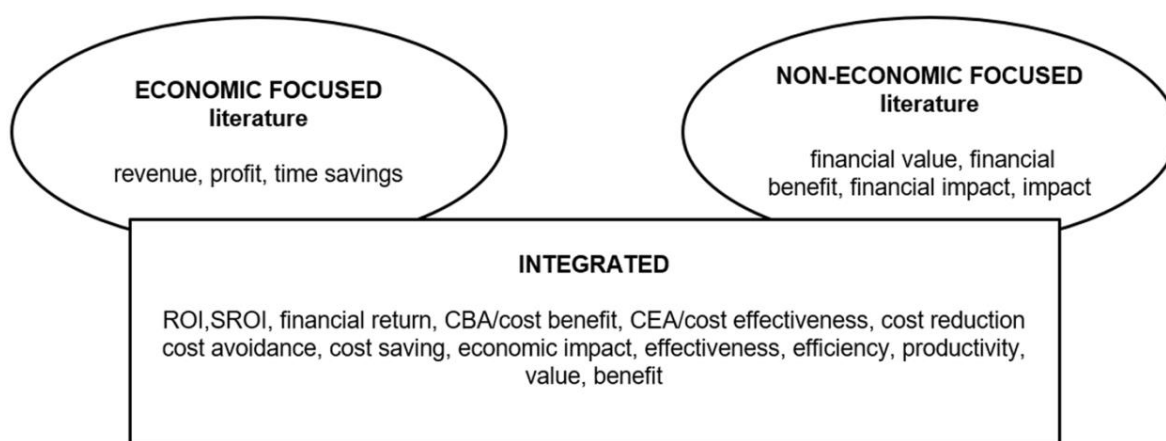 ECONOMIC FOCUSED
literature
revenue, profit, time savings
NON-ECONOMIC FOCUSED
literature
financial value, financial
benefit, financial impact, impact
INTEGRATED
ROI,SROI, financial return, CBA/cost benefit, CEA/cost effectiveness, cost reduction
cost avoidance, cost saving, economic impact, effectiveness, efficiency, productivity,
value, benefit